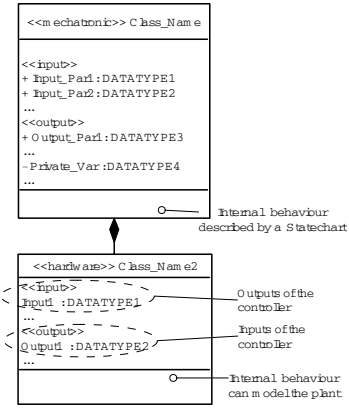 <<mechatronic>> Class_Name
<<input>>
+ Input_Par1:DATATYPE1
+ Input_Par2:DATATYPE2
...
<<output>>
+ Output_Par1:DATATYPE3
...
-Private_Var:DATATYPE4
...
Internal behaviour
described by a Statechart
<<hardware>> Class_Name2
<<input>>
Input1 :DATATYPE1
...
<<output>>
Output1 :DATATYPE2
...
Outputs of the
controller
Inputs of the
controller
Internal behaviour
can model the plant